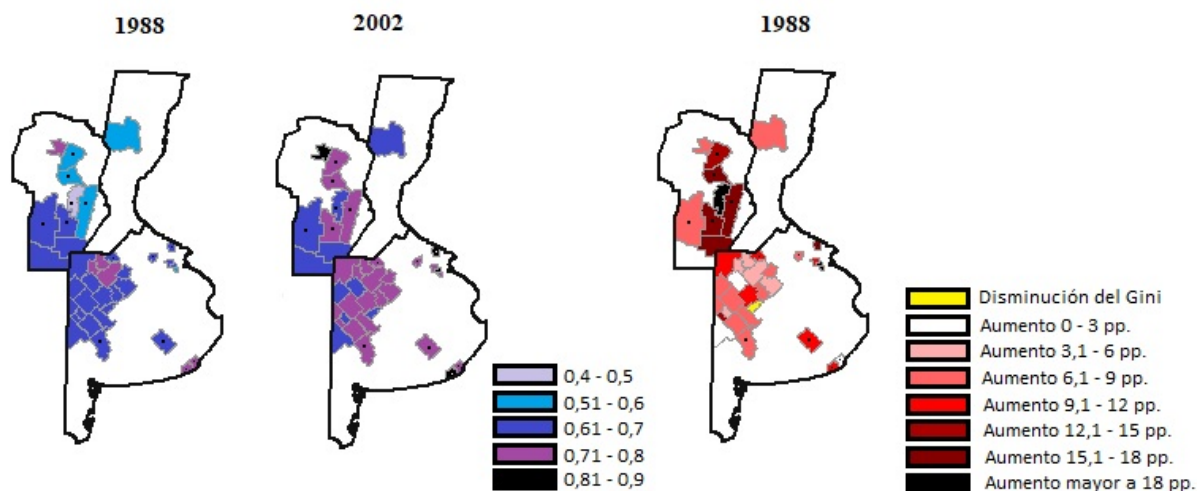 1988
2002
1988
0,4 - 0,5
0,51 - 0,6
0,61 - 0,7
0,71 - 0,8
0,81 - 0,9
Disminución del Gini
Aumento 0 - 3 pp.
Aumento 3,1 - 6 pp.
Aumento 6,1 - 9 pp.
Aumento 9,1 - 12 pp.
Aumento 12,1 - 15 pp.
Aumento 15,1 - 18 pp.
Aumento mayor a 18 pp.